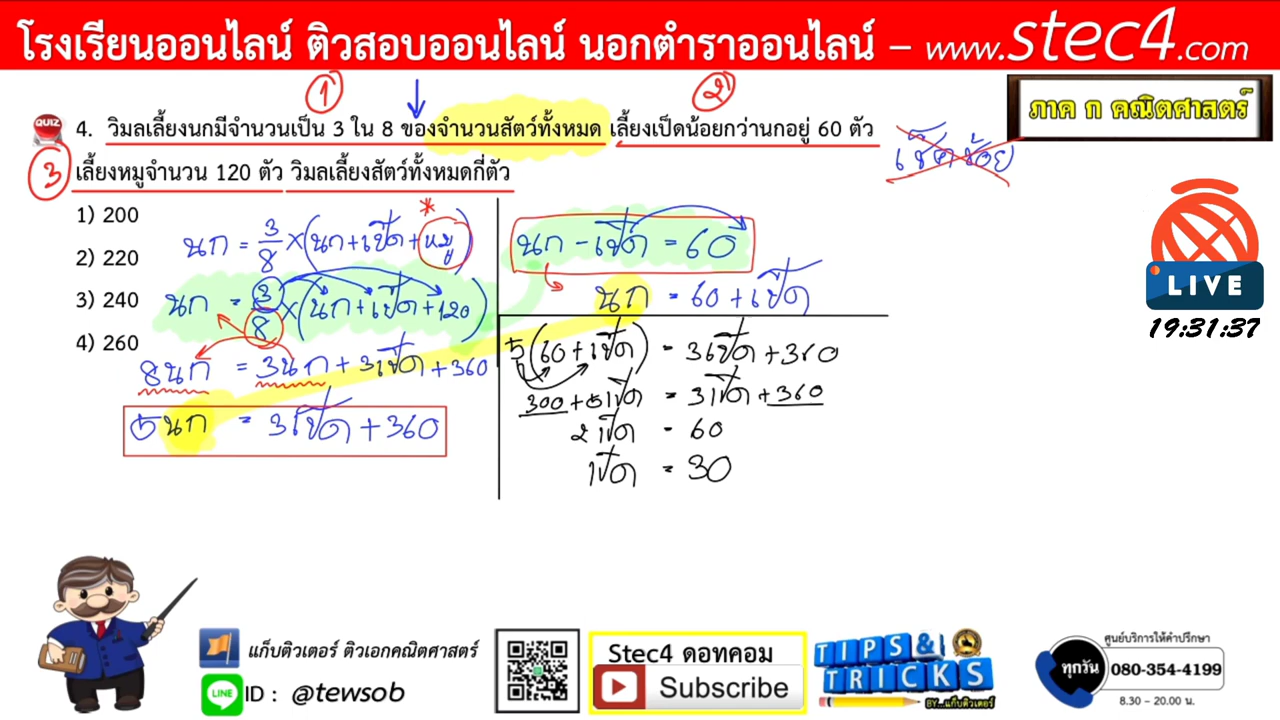 โรงเรียนออนไลน์ ติวสอบออนไลน์ นอกตำราออนไลน์ – www.stec4.com
ภาค ก คณิตศาสตร์
1
2
QUIZ
4. วิมลเลี้ยงนกมีจำนวนเป็น 3 ใน 8 ของจำนวนสัตว์ทั้งหมด เลี้ยงเป็ดน้อยกว่านกอยู่ 60 ตัว
3
เลี้ยงหมูจำนวน 120 ตัว วิมลเลี้ยงสัตว์ทั้งหมดกี่ตัว
1) 200
2) 220
3) 240
4) 260
นก = 3/8 × (นก+เป็ด+หมู)
*
นก = 3/8 × (นก+เป็ด+120)
8นก = 3นก + 3เป็ด + 360
5นก = 3เป็ด + 360
นก - เป็ด = 60
นก = 60 + เป็ด
5(60 + เป็ด) = 3เป็ด + 360
300 + 5เป็ด = 3เป็ด + 360
2เป็ด = 60
เป็ด = 30
LIVE
19:31:37
แก็บติวเตอร์ ติวเอกคณิตศาสตร์
LINE
ID : @tewsob
Stec4 ดอทคอม
Subscribe
TIPS &
TRICKS
BY...แก็บติวเตอร์
ศูนย์บริการให้คำปรึกษา
ทุกวัน
080-354-4199
8.30 – 20.00 น.